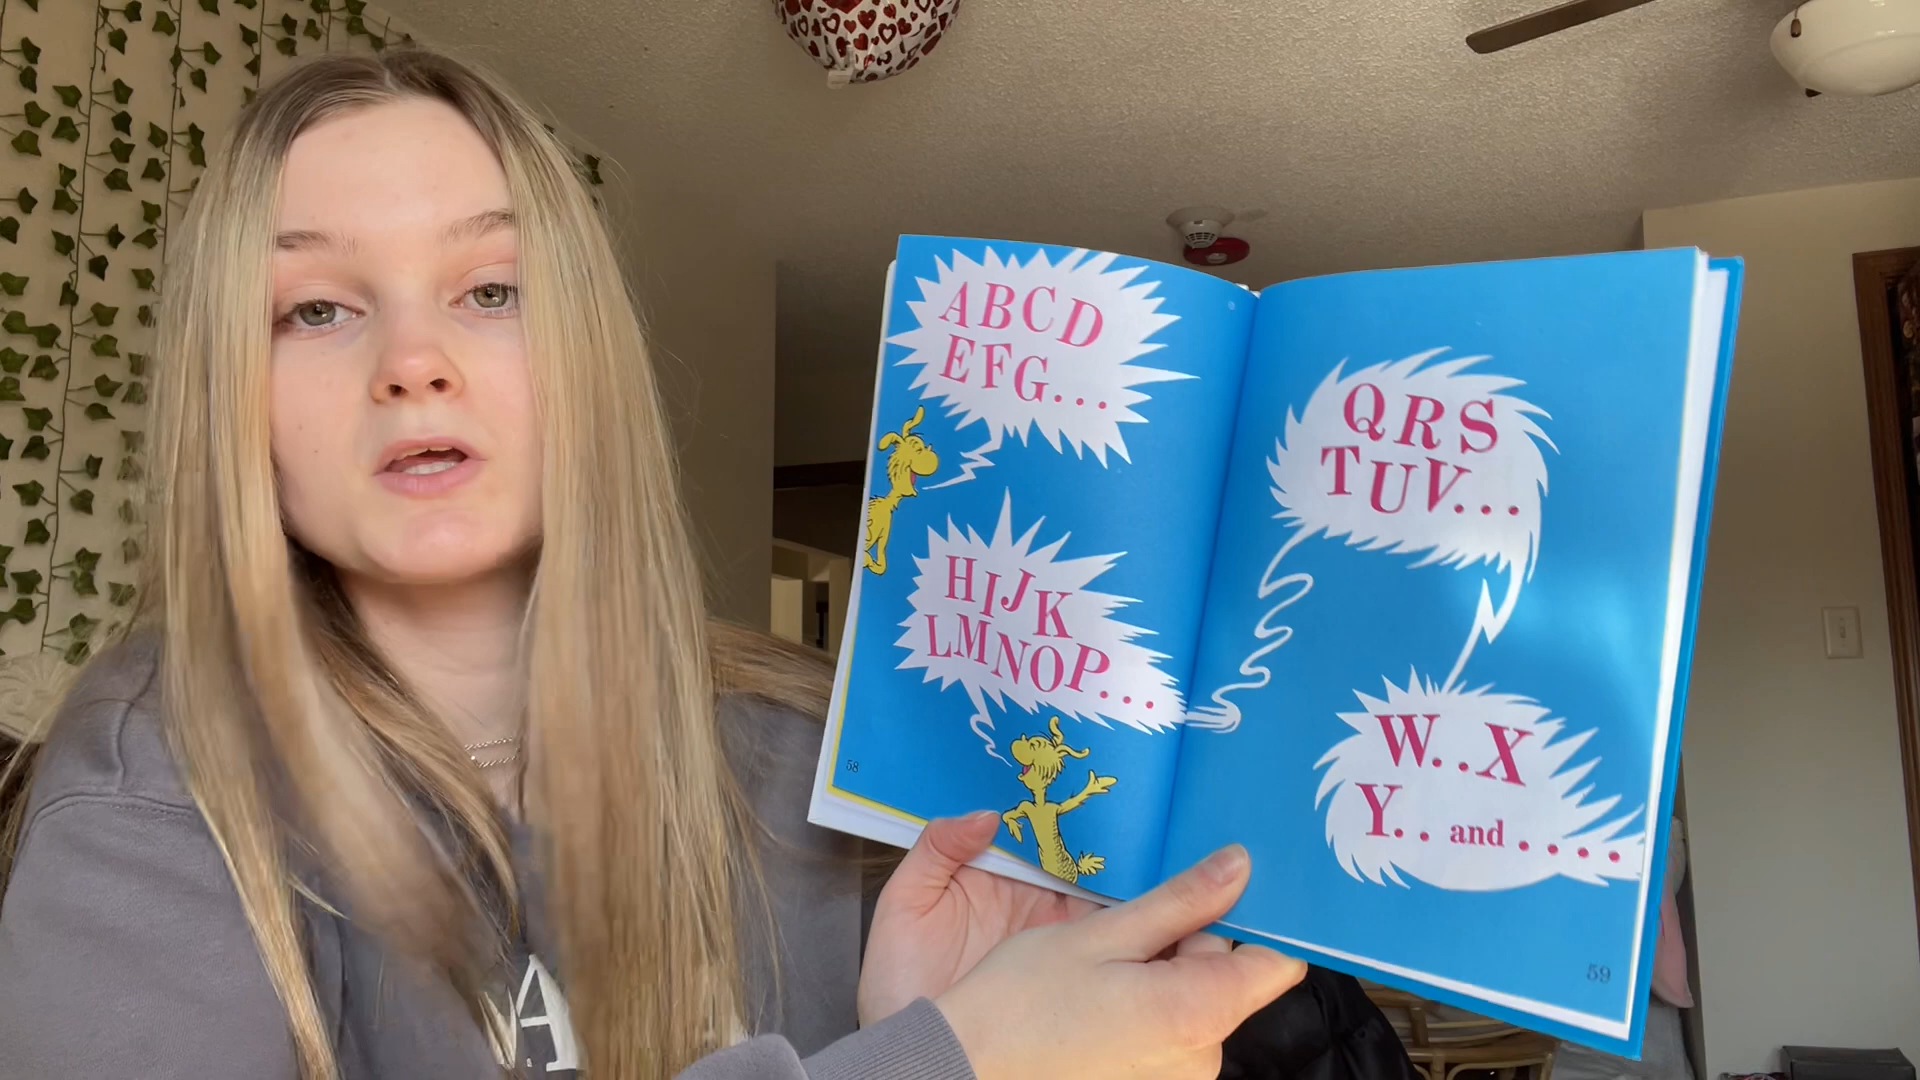 ABCD
EFG...
HIJK
LMNOP...
58
QRS
TUV...
W..X
Y.. and ....
59